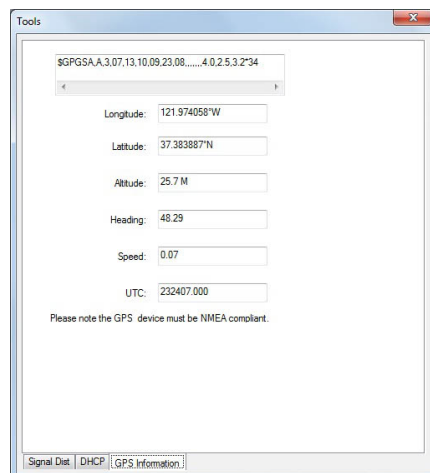 Tools
$GPGSA,A,3,07,13,10,09,23,08,,,,,,,4.0,2.5,3.2*34
Longitude: 121.974058°W
Latitude: 37.383887°N
Altitude: 25.7 M
Heading: 48.29
Speed: 0.07
UTC: 232407.000
Please note the GPS device must be NMEA compliant.
Signal Dist DHCP GPS Information